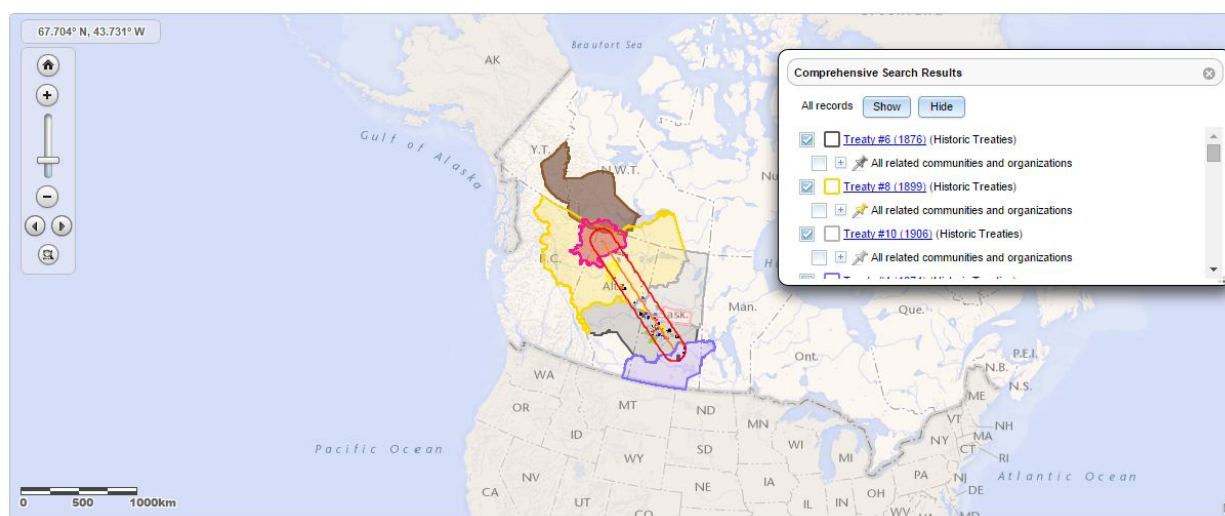 67.704° N, 43.731° W
Beaufort Sea
AK
Gulf of Alaska
Y.T.
N.W.T.
Nu
B.C.
Alta.
Sask.
Man.
Ont.
Que.
P.E.I.
N.B.
N.S.
ME
WA
MT
ND
MN
VT
NH
OR
ID
SD
WI
MI
NY
MA
CT
RI
WY
Pacific Ocean
Atlantic Ocean
NV
NE
IA
PA
NJ
DE
CA
UT
CO
IL
IN
OH
WV
VA
0 500 1000km
Comprehensive Search Results
All records Show Hide
Treaty #6 (1876) (Historic Treaties)
All related communities and organizations
Treaty #8 (1899) (Historic Treaties)
All related communities and organizations
Treaty #10 (1906) (Historic Treaties)
All related communities and organizations